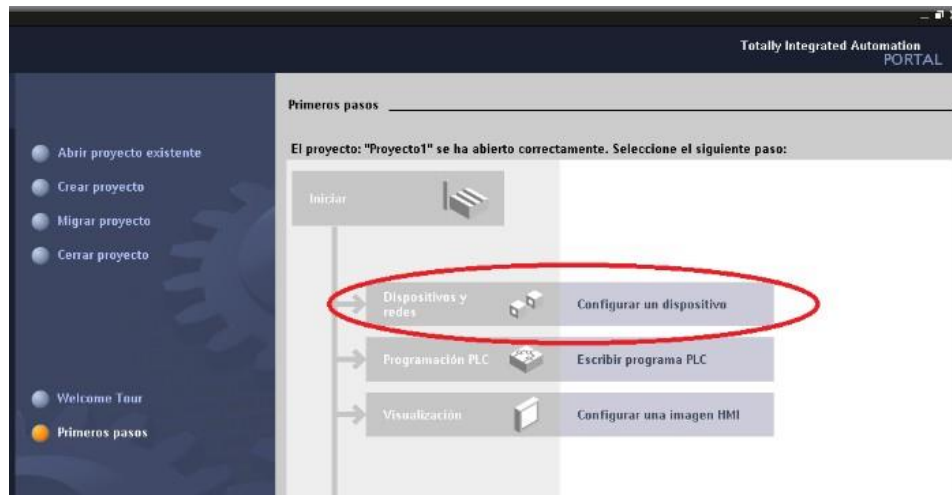 Totally Integrated Automation
PORTAL
Primeros pasos
El proyecto: "Proyecto1" se ha abierto correctamente. Seleccione el siguiente paso:
Abrir proyecto existente
Crear proyecto
Migrar proyecto
Cerrar proyecto
Welcome Tour
Primeros pasos
Iniciar
Dispositivos y
redes
Configurar un dispositivo
Programación PLC
Escribir programa PLC
Visualización
Configurar una imagen HMI